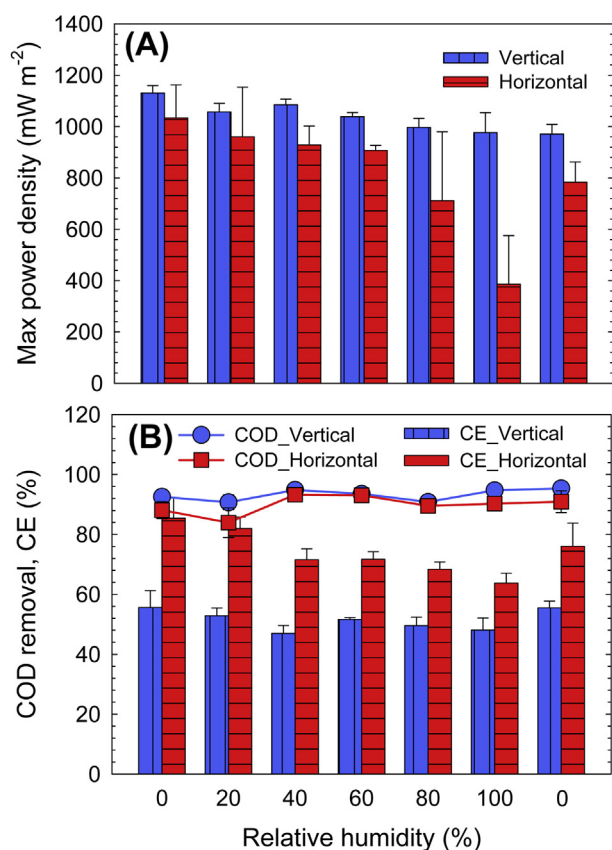 (A)
Vertical
Horizontal
Max power density (mW m⁻²)
1400
1200
1000
800
600
400
200
0
(B)
COD_Vertical
CE_Vertical
COD_Horizontal
CE_Horizontal
COD removal, CE (%)
120
100
80
60
40
20
0
0 20 40 60 80 100 0
Relative humidity (%)